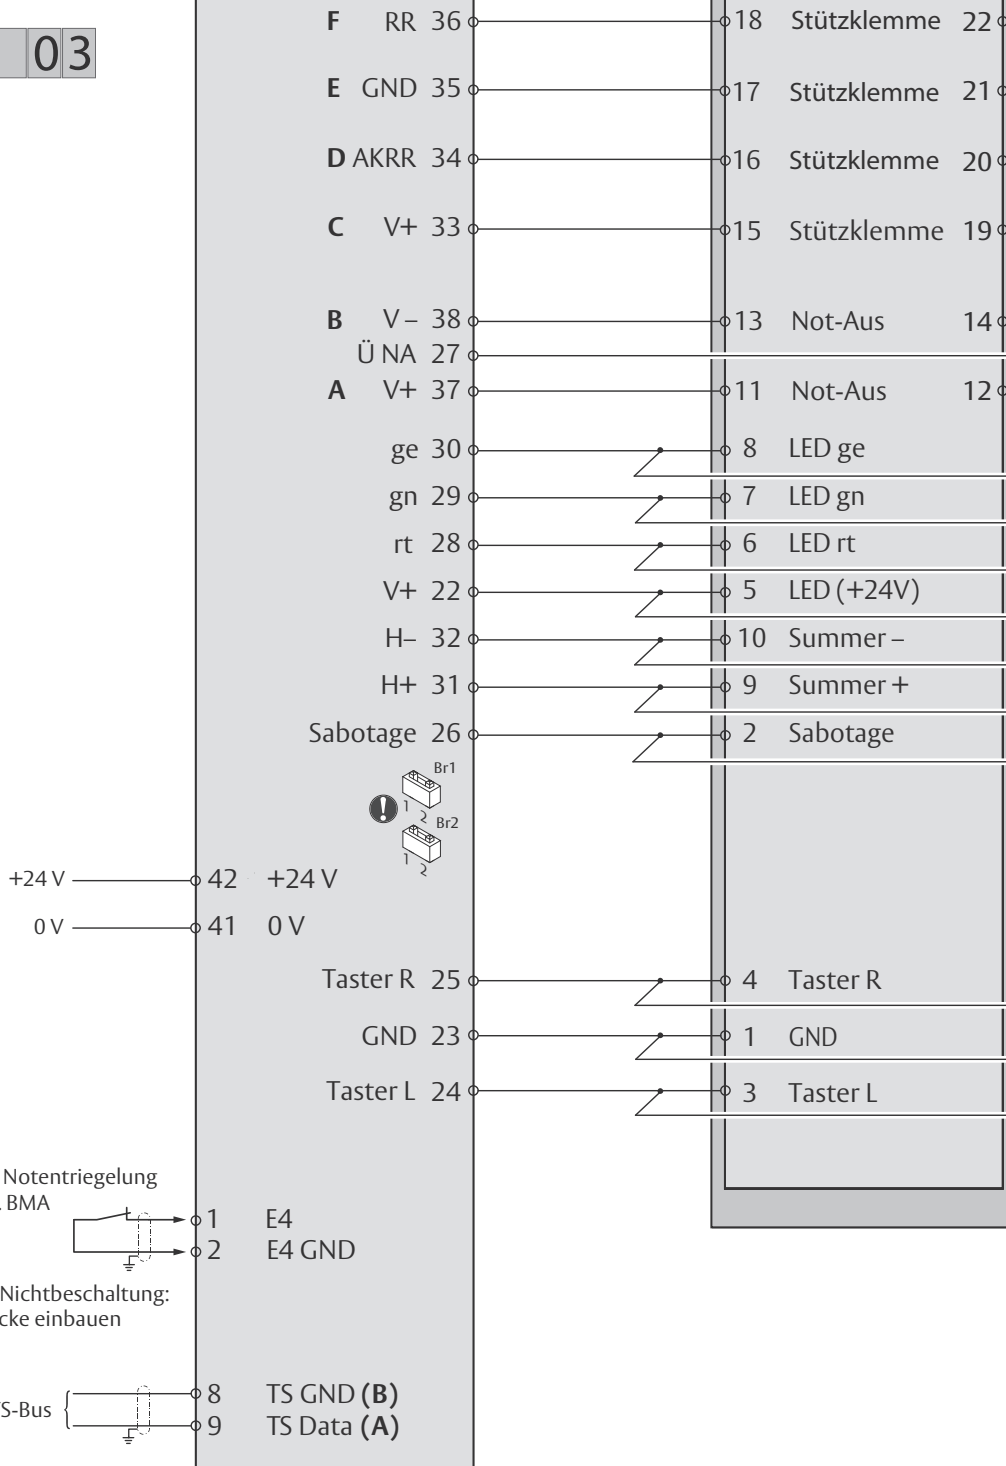 03
F RR 36 18 Stützklemme 22
E GND 35 17 Stützklemme 21
D AKRR 34 16 Stützklemme 20
C V+ 33 15 Stützklemme 19
B V– 38 13 Not-Aus 14
Ü NA 27
A V+ 37 11 Not-Aus 12
ge 30 8 LED ge
gn 29 7 LED gn
rt 28 6 LED rt
V+ 22 5 LED (+24V)
H– 32 10 Summer –
H+ 31 9 Summer +
Sabotage 26 2 Sabotage
Br1
1 2
Br2
1 2
+24 V 42 +24 V
0 V 41 0 V
Taster R 25 4 Taster R
GND 23 1 GND
Taster L 24 3 Taster L
Notentriegelung
BMA
1 E4
2 E4 GND
Nichtbeschaltung:
cke einbauen
8 TS GND (B)
S-Bus
9 TS Data (A)